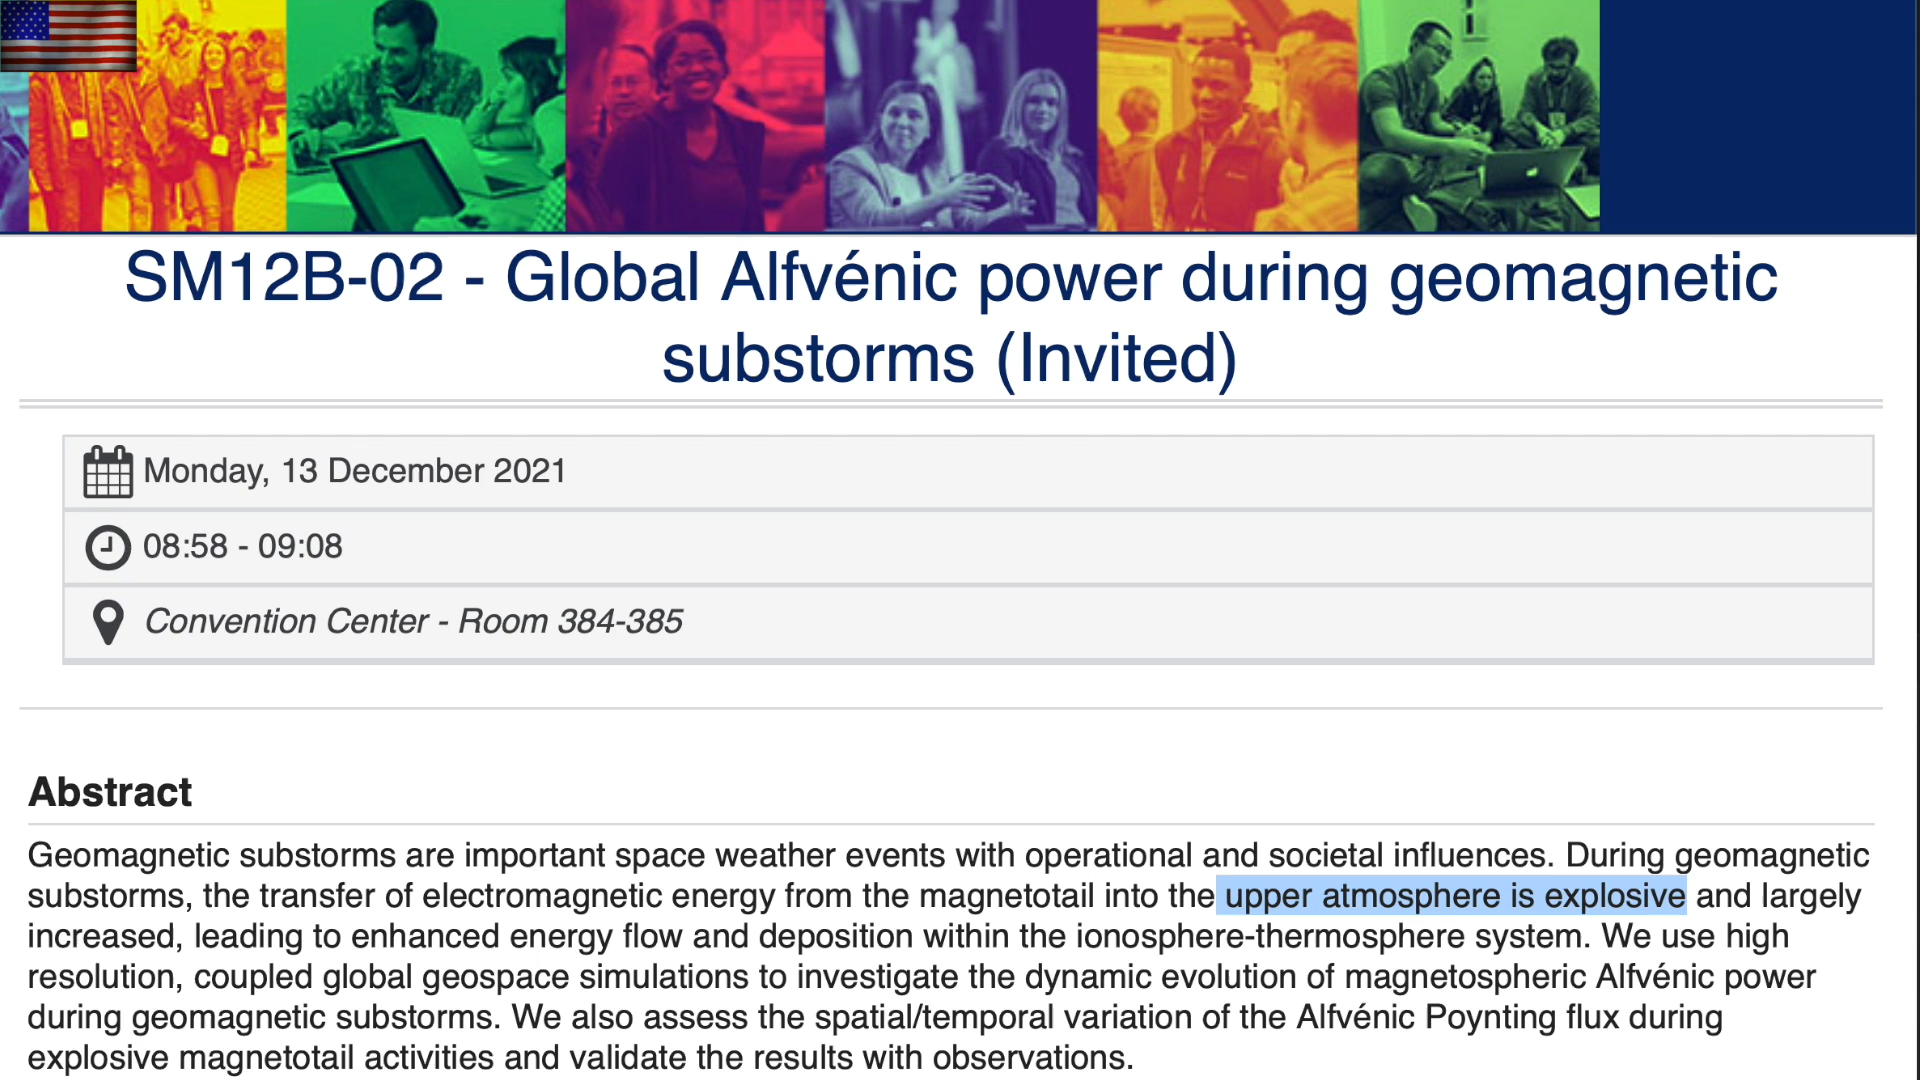 SM12B-02 - Global Alfvénic power during geomagnetic
substorms (Invited)
Monday, 13 December 2021
08:58 - 09:08
Convention Center - Room 384-385
Abstract
Geomagnetic substorms are important space weather events with operational and societal influences. During geomagnetic
substorms, the transfer of electromagnetic energy from the magnetotail into the upper atmosphere is explosive and largely
increased, leading to enhanced energy flow and deposition within the ionosphere-thermosphere system. We use high
resolution, coupled global geospace simulations to investigate the dynamic evolution of magnetospheric Alfvénic power
during geomagnetic substorms. We also assess the spatial/temporal variation of the Alfvénic Poynting flux during
explosive magnetotail activities and validate the results with observations.